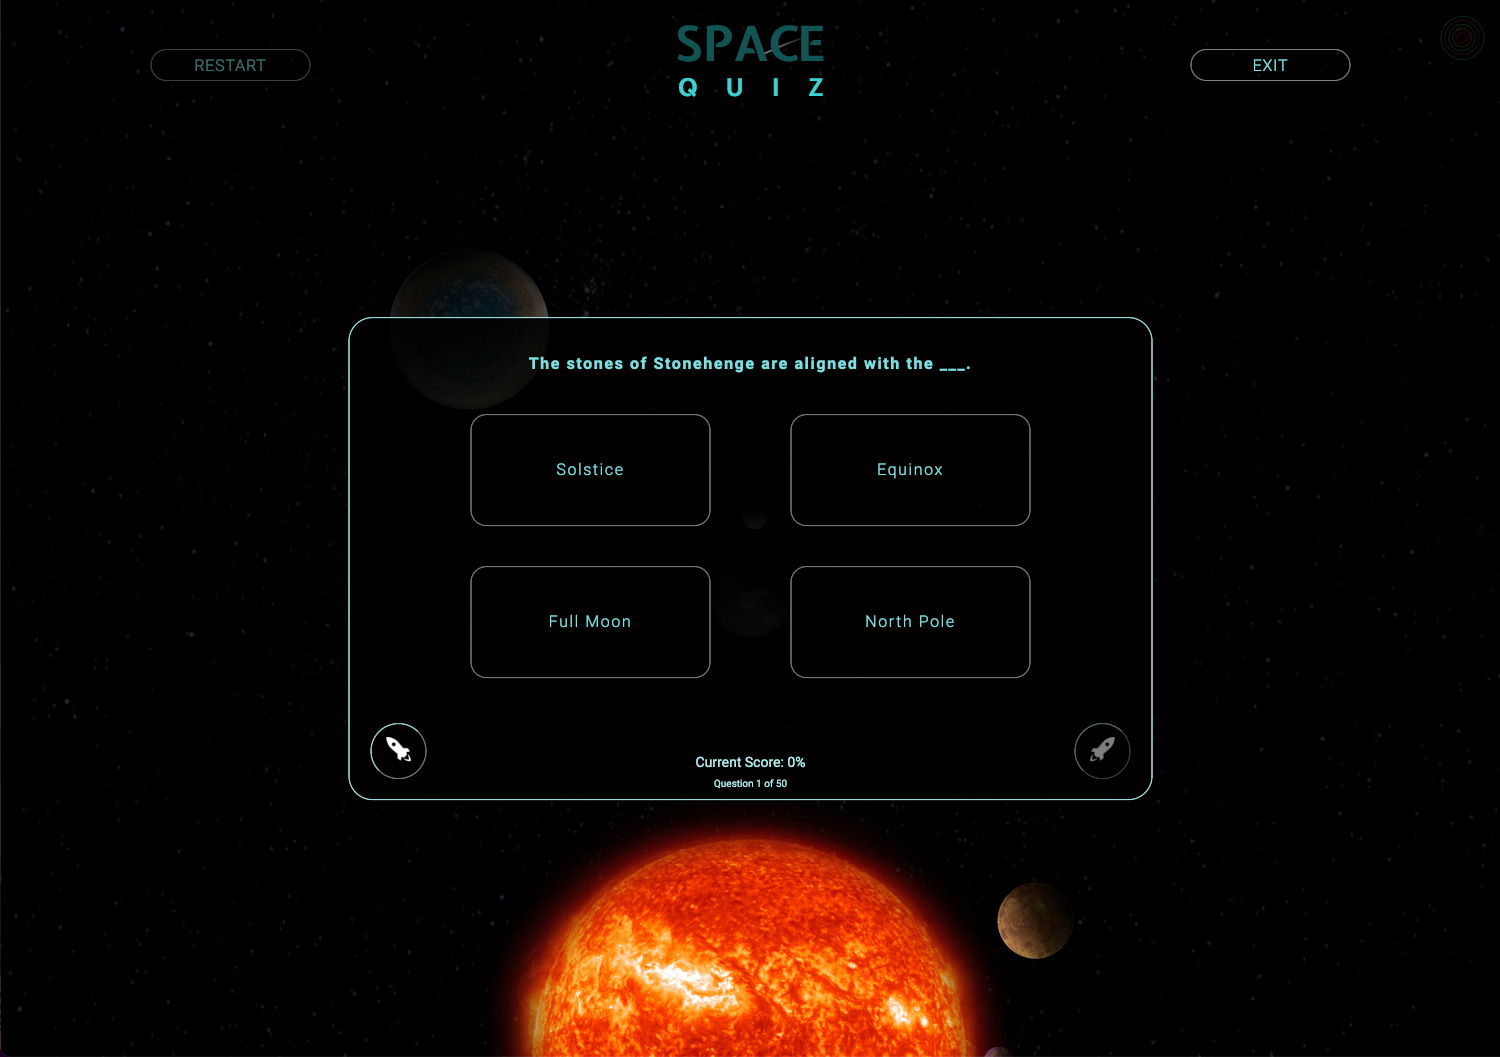 RESTART
SPACE
QUIZ
EXIT
The stones of Stonehenge are aligned with the ___.
Solstice
Equinox
Full Moon
North Pole
Current Score: 0%
Question 1 of 50